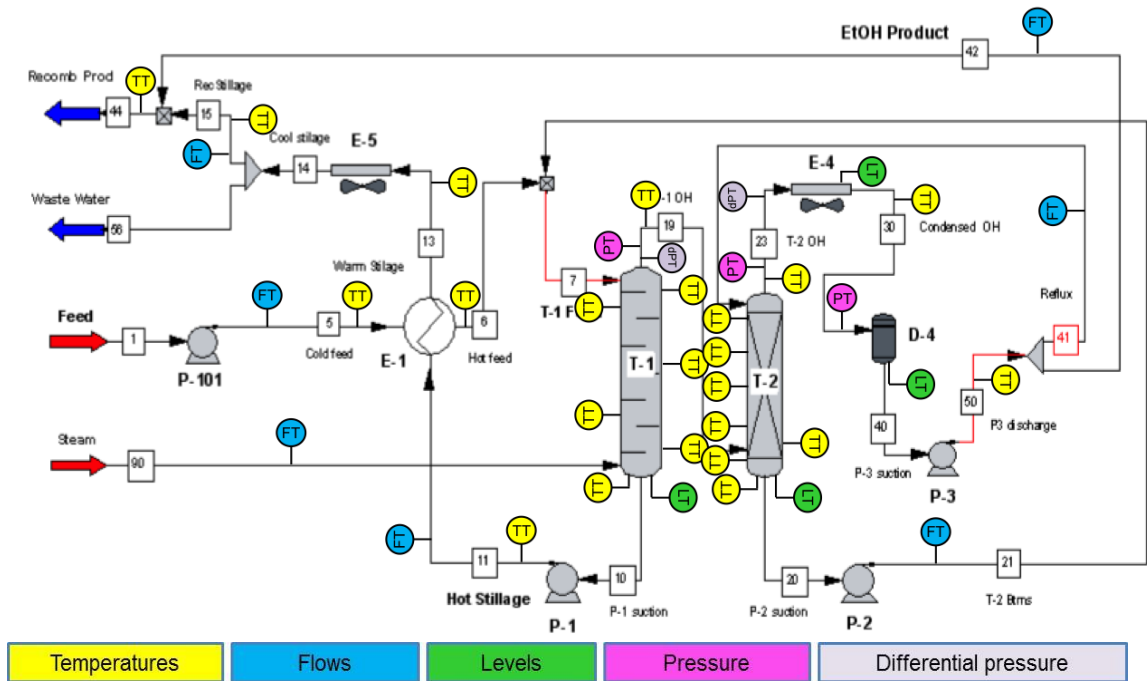 EtOH Product
42
FT
Recomb Prod
TT
Rec Stillage
44
15
TT
FT
Cool stilage
E-5
14
TT
E-4
LT
dPT
TT
TT
-1 OH
19
PT
dPT
23
T-2 OH
30
Condensed OH
FT
Waste Water
56
13
Warm Stilage
PT
TT
7
T-1 F
PT
Reflux
Feed
FT
TT
TT
1
5
6
Cold feed
E-1
Hot feed
P-101
TT
TT
TT
TT
TT
TT
T-1
T-2
D-4
41
LT
TT
50
P3 discharge
Steam
FT
90
TT
TT
TT
TT
TT
TT
40
P-3 suction
P-3
TT
LT
TT
LT
FT
TT
11
Hot Stillage
P-1
10
P-1 suction
20
P-2 suction
P-2
FT
21
T-2 Btms
Temperatures
Flows
Levels
Pressure
Differential pressure